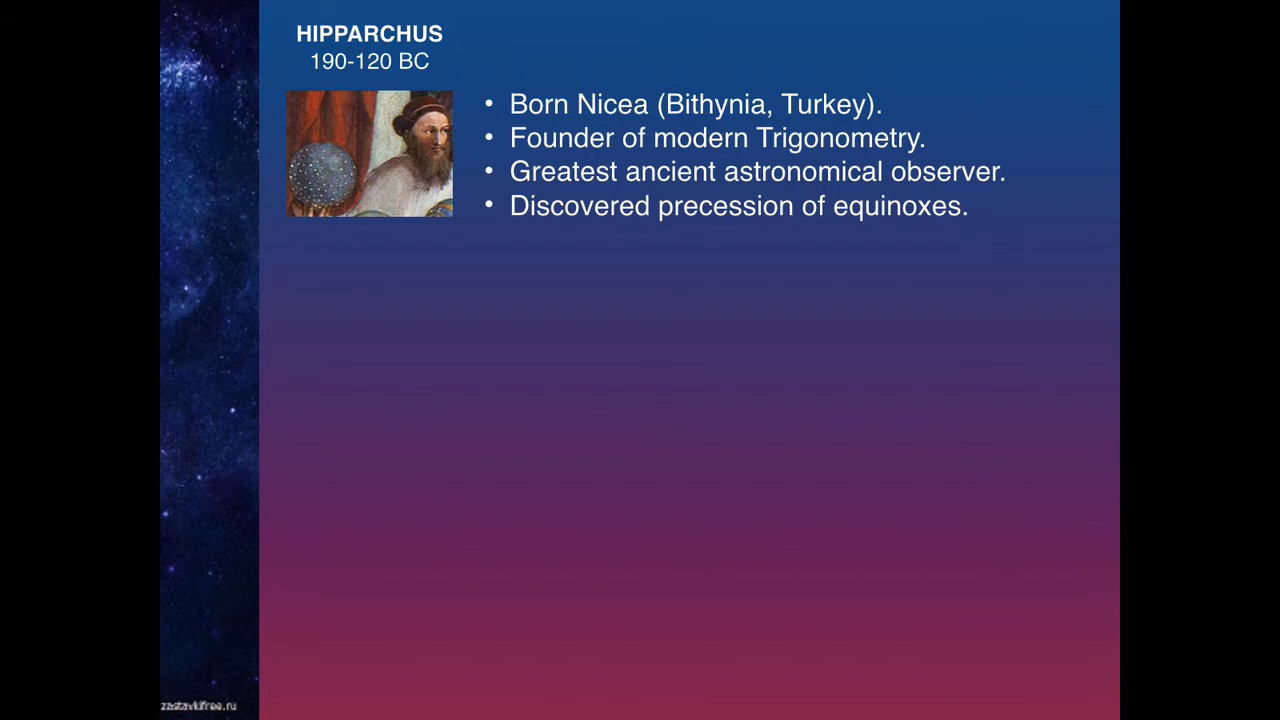 HIPPARCHUS
190-120 BC
• Born Nicea (Bithynia, Turkey).
• Founder of modern Trigonometry.
• Greatest ancient astronomical observer.
• Discovered precession of equinoxes.
zastavkifree.ru